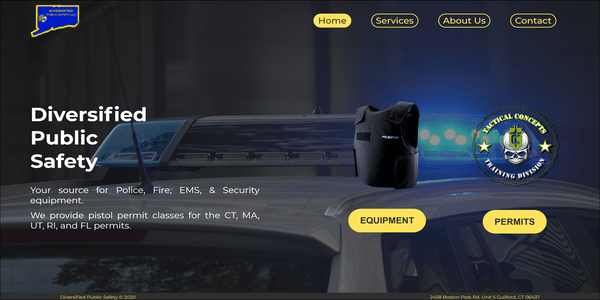 DIVERSIFIED
PUBLIC SAFETY LLC
Home
Services
About Us
Contact
Diversified
Public
Safety
Your source for Police, Fire, EMS, & Security
equipment.
We provide pistol permit classes for the CT, MA,
UT, RI, and FL permits.
TACTICAL CONCEPTS
TRAINING DIVISION
EQUIPMENT
PERMITS
Diversified Public Safety © 2020
2458 Boston Post Rd. Unit 5 Guilford, CT 06437